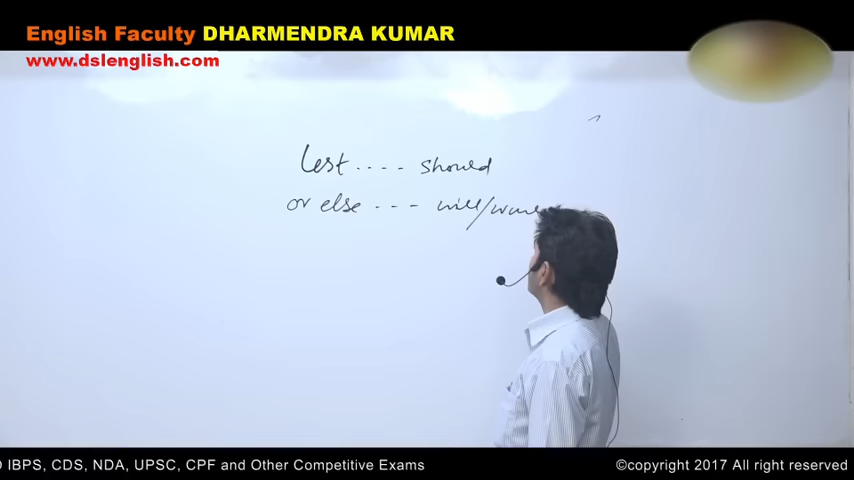 English Faculty DHARMENDRA KUMAR
www.dslenglish.com
lest .... should
or else --- will/
IBPS, CDS, NDA, UPSC, CPF and Other Competitive Exams
©copyright 2017 All right reserved